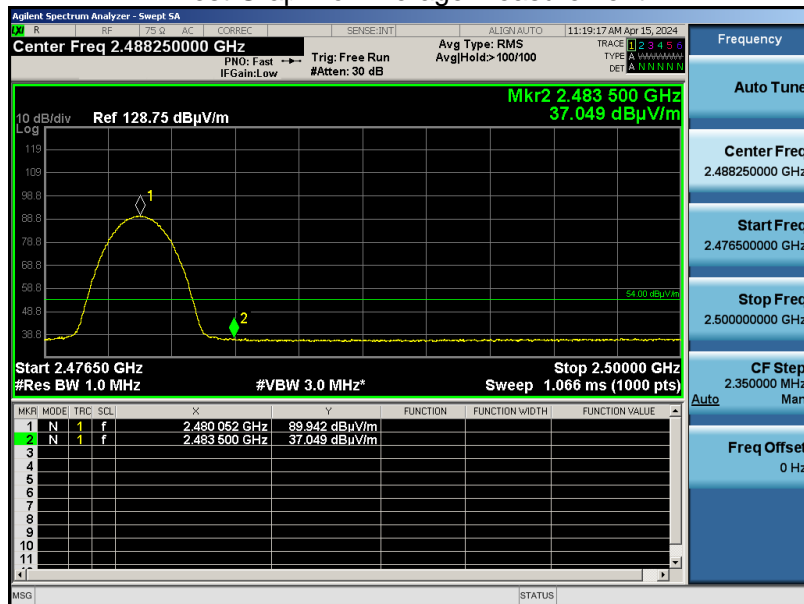 Agilent Spectrum Analyzer - Swept SA
LXI R RF 75 Ω AC CORREC SENSE:INT ALIGN AUTO 11:19:17 AM Apr 15, 2024
Center Freq 2.488250000 GHz
PNO: Fast
IFGain:Low
Trig: Free Run
#Atten: 30 dB
Avg Type: RMS
Avg|Hold:>100/100
TRACE 1 2 3 4 5 6
TYPE A WWWWW
DET A N N N N N
Mkr2 2.483 500 GHz
37.049 dBµV/m
10 dB/div Ref 128.75 dBµV/m
Log
119
109
98.8
88.8
78.8
68.8
58.8
48.8
38.8
1
2
54.00 dBµV/m
Start 2.47650 GHz Stop 2.50000 GHz
#Res BW 1.0 MHz #VBW 3.0 MHz* Sweep 1.066 ms (1000 pts)
MKR MODE TRC SCL X Y FUNCTION FUNCTION WIDTH FUNCTION VALUE
1 N 1 f 2.480 052 GHz 89.942 dBµV/m
2 N 1 f 2.483 500 GHz 37.049 dBµV/m
3
4
5
6
7
8
9
10
11
MSG STATUS
Frequency
Auto Tune
Center Freq
2.488250000 GHz
Start Freq
2.476500000 GHz
Stop Freq
2.500000000 GHz
CF Step
2.350000 MHz
Auto Man
Freq Offset
0 Hz